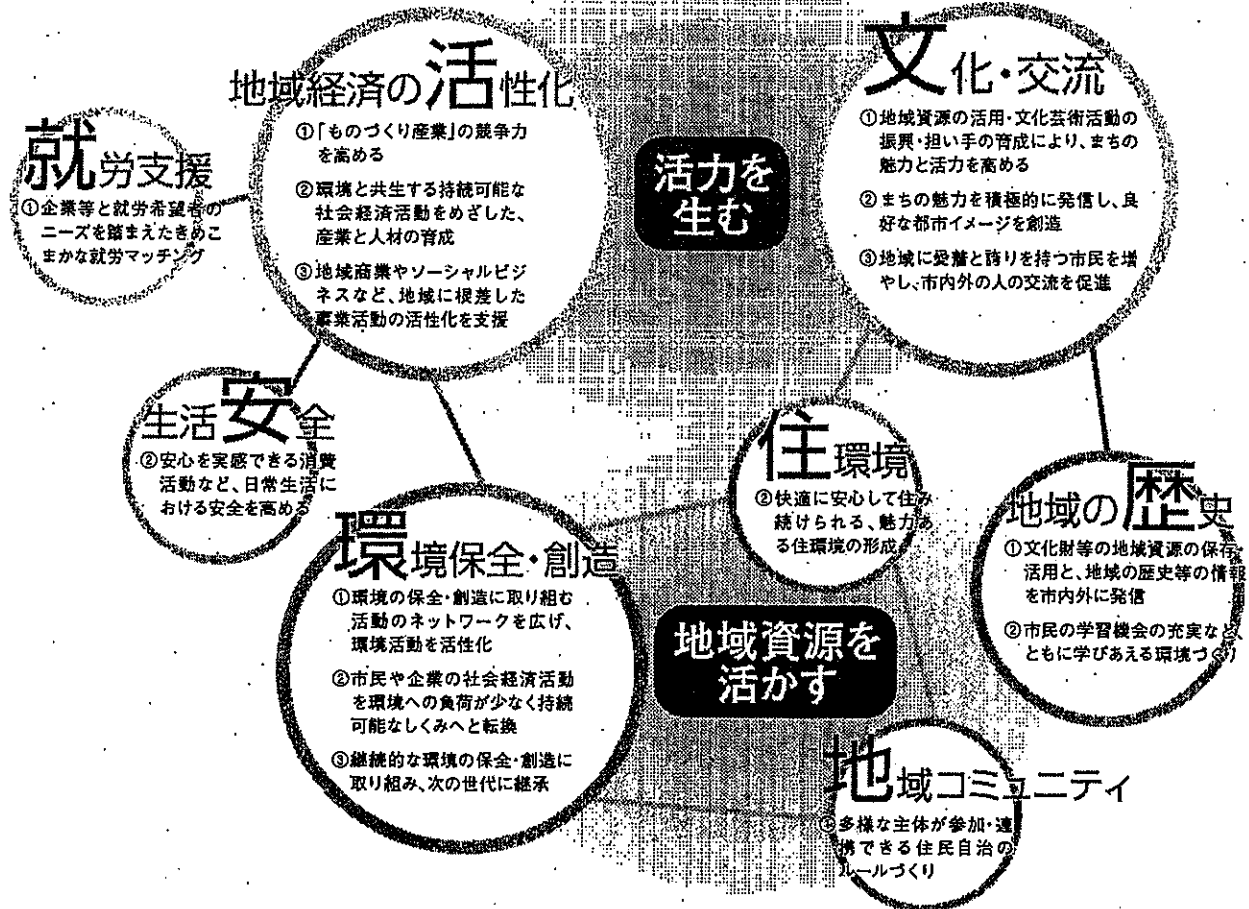 地域経済の活性化
①「ものづくり産業」の競争力
を高める
②環境と共生する持続可能な
社会経済活動をめざした、
産業と人材の育成
③地域商業やソーシャルビジ
ネスなど、地域に根差した
事業活動の活性化を支援
文化・交流
①地域資源の活用・文化芸術活動の
振興・担い手の育成により、まちの
魅力と活力を高める
②まちの魅力を積極的に発信し、良
好な都市イメージを創造
③地域に愛着と誇りを持つ市民を増
やし、市内外の人の交流を促進
活力を
生む
就労支援
①企業等と就労希望者の
ニーズを踏まえたきめこ
まかな就労マッチング
生活安全
②安心を実感できる消費
活動など、日常生活に
おける安全を高める
住環境
②快適に安心して住み
続けられる、魅力あ
る住環境の形成
地域の歴史
①文化財等の地域資源の保存・
活用と、地域の歴史等の情報
を市内外に発信
②市民の学習機会の充実など、
ともに学びあえる環境づくり
環境保全・創造
①環境の保全・創造に取り組む
活動のネットワークを広げ、
環境活動を活性化
②市民や企業の社会経済活動
を環境への負荷が少なく持続
可能なしくみへと転換
③継続的な環境の保全・創造に
取り組み、次の世代に継承
地域資源を
活かす
地域コミュニティ
多様な主体が参加・連
携できる住民自治の
ルールづくり